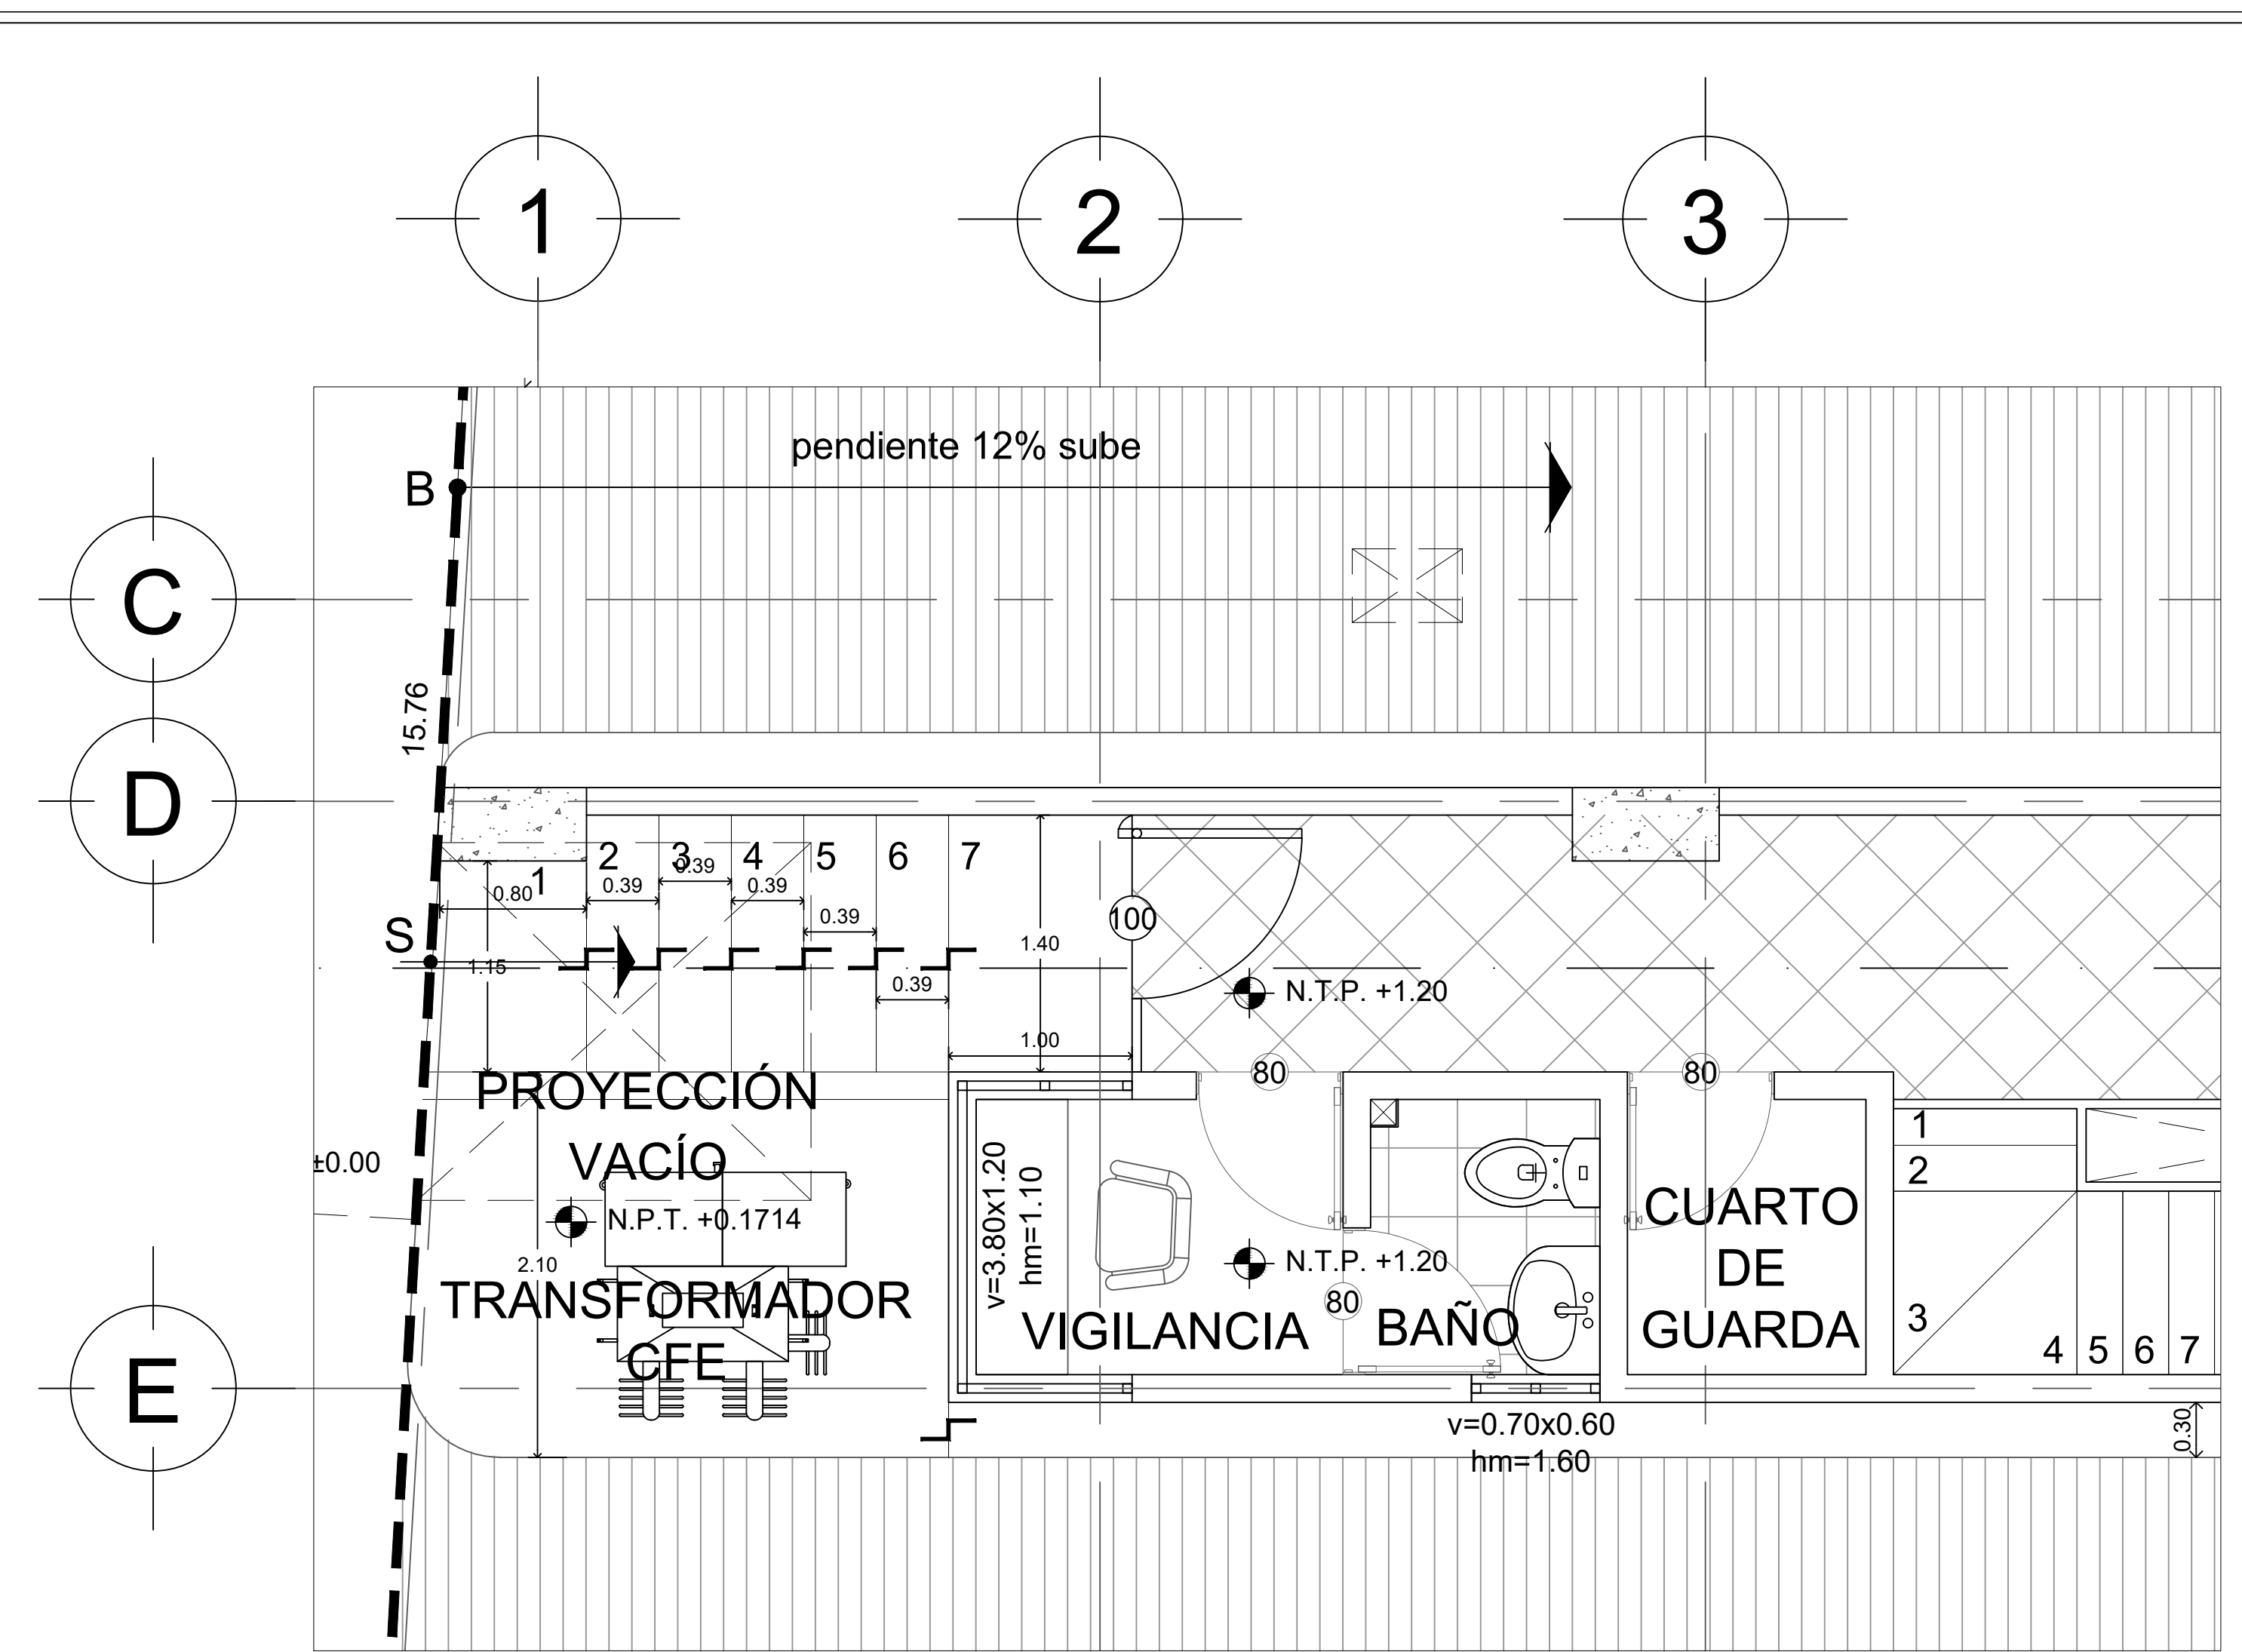 1
2
3
pendiente 12% sube
B
C
15.76
D
1
2
3
4
5
6
7
0.80
0.39
0.39
0.39
0.39
0.39
S
1.15
1.40
100
N.T.P. +1.20
1.00
80
80
PROYECCIÓN
VACÍO
±0.00
N.P.T. +0.1714
2.10
TRANSFORMADOR
CFE
v=3.80x1.20
hm=1.10
N.T.P. +1.20
VIGILANCIA
80
BAÑO
CUARTO
DE
GUARDA
1
2
3
4
5
6
7
E
v=0.70x0.60
hm=1.60
0.30